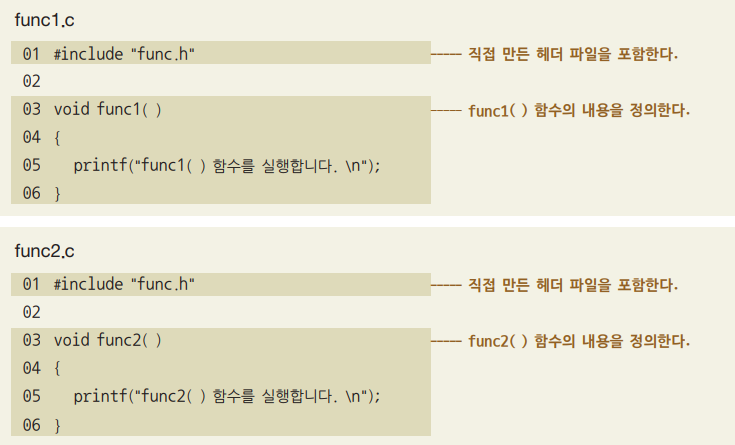 func1.c
01 #include "func.h" 직접 만든 헤더 파일을 포함한다.
02
03 void func1( ) func1( ) 함수의 내용을 정의한다.
04 {
05 printf("func1( ) 함수를 실행합니다. \n");
06 }
func2.c
01 #include "func.h" 직접 만든 헤더 파일을 포함한다.
02
03 void func2( ) func2( ) 함수의 내용을 정의한다.
04 {
05 printf("func2( ) 함수를 실행합니다. \n");
06 }